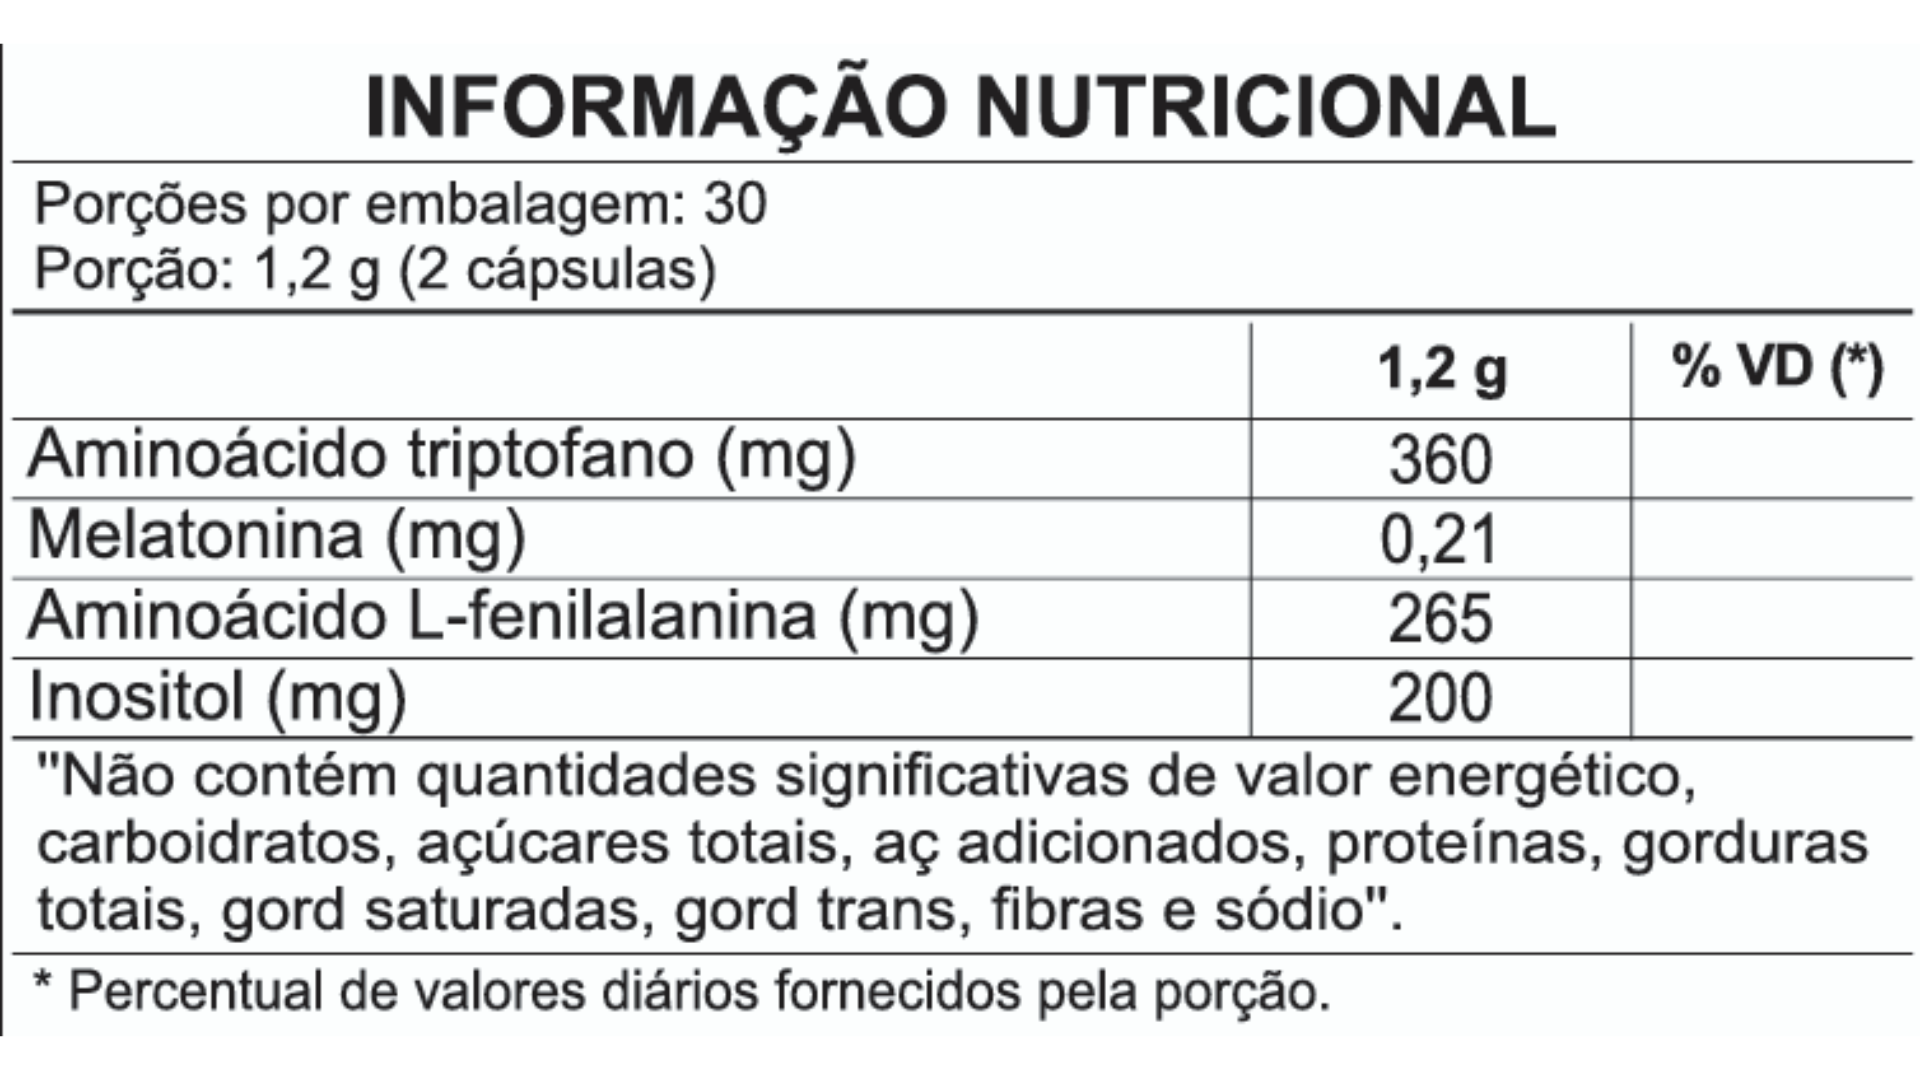 INFORMAÇÃO NUTRICIONAL
Porções por embalagem: 30
Porção: 1,2 g (2 cápsulas)
1,2 g % VD (*)
Aminoácido triptofano (mg) 360
Melatonina (mg) 0,21
Aminoácido L-fenilalanina (mg) 265
Inositol (mg) 200
"Não contém quantidades significativas de valor energético,
carboidratos, açúcares totais, aç adicionados, proteínas, gorduras
totais, gord saturadas, gord trans, fibras e sódio".
* Percentual de valores diários fornecidos pela porção.